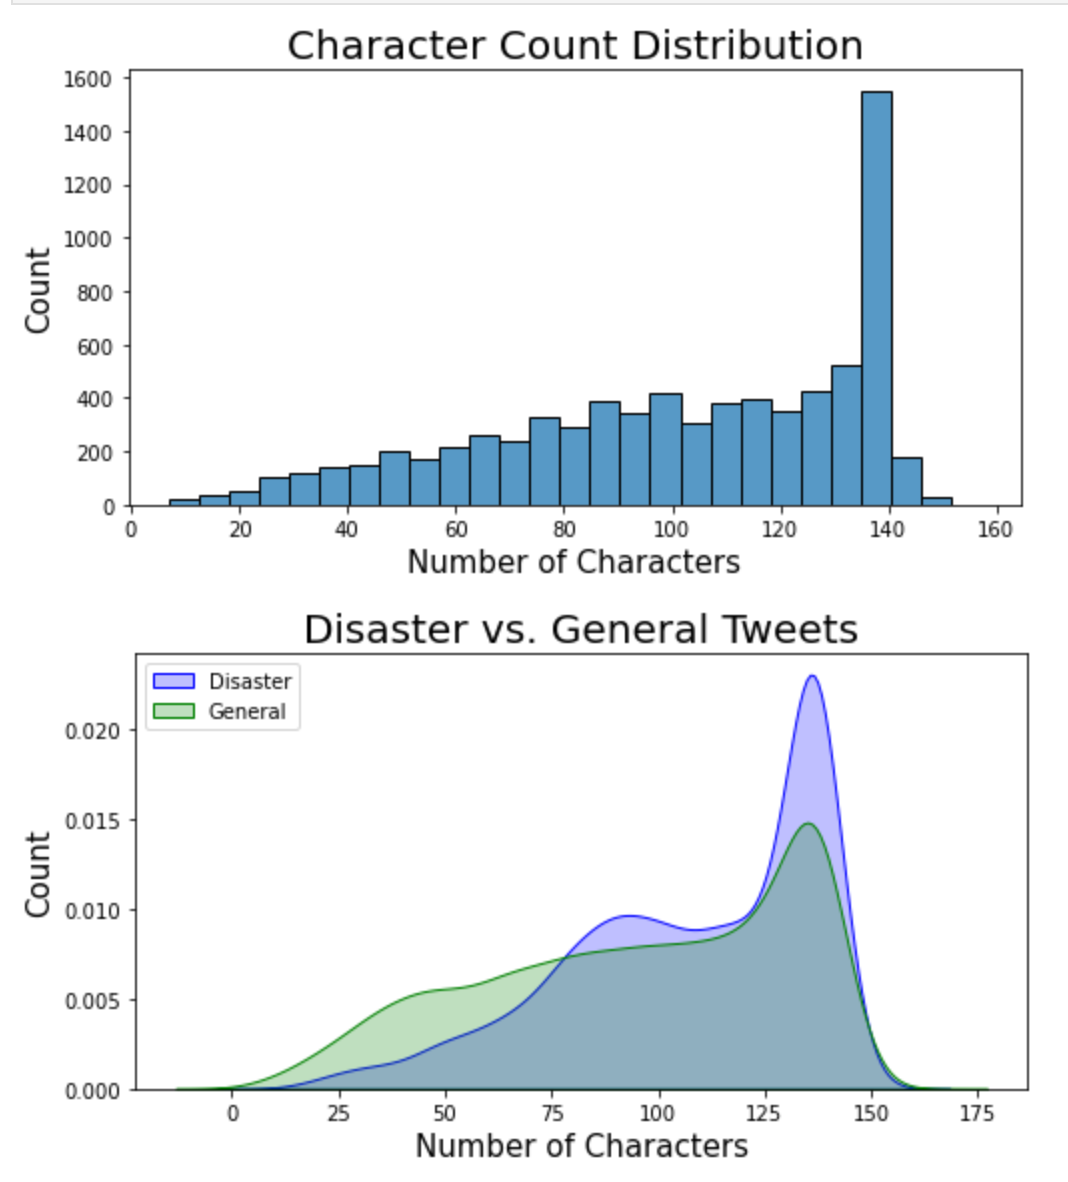 Character Count Distribution
1600
1400
1200
1000
800
600
400
200
0
Count
0 20 40 60 80 100 120 140 160
Number of Characters
Disaster vs. General Tweets
Disaster
General
0.020
0.015
0.010
0.005
0.000
Count
0 25 50 75 100 125 150 175
Number of Characters